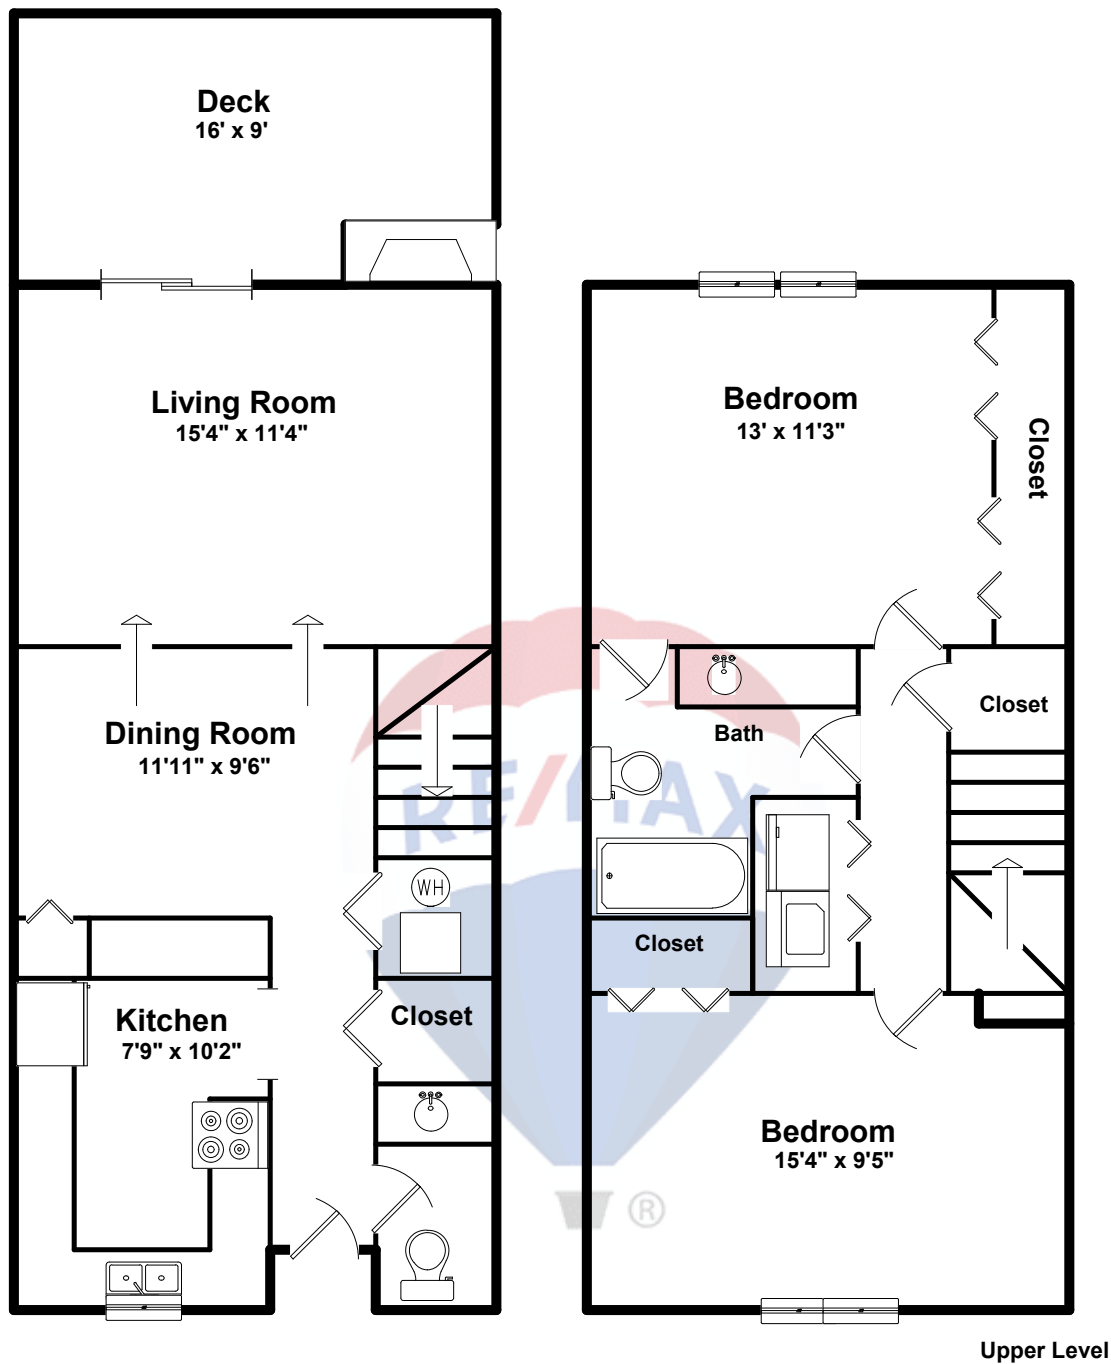 Deck
16' x 9'
Living Room
15'4" x 11'4"
Dining Room
11'11" x 9'6"
WH
Kitchen
7'9" x 10'2"
Closet
Bedroom
13' x 11'3"
Closet
Closet
Bath
Closet
Bedroom
15'4" x 9'5"
RE/MAX
®
Upper Level